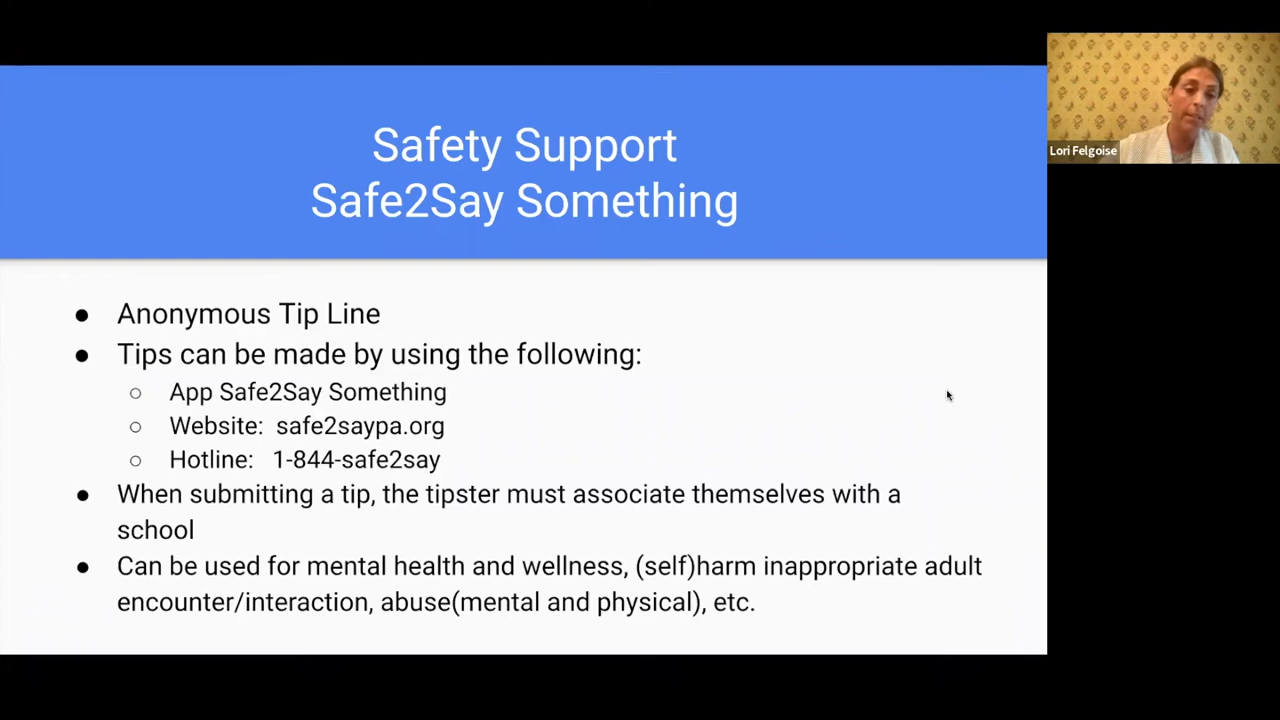 Safety Support
Safe2Say Something
Lori Felgoise
● Anonymous Tip Line
● Tips can be made by using the following:
○ App Safe2Say Something
○ Website: safe2saypa.org
○ Hotline: 1-844-safe2say
● When submitting a tip, the tipster must associate themselves with a
school
● Can be used for mental health and wellness, (self)harm inappropriate adult
encounter/interaction, abuse(mental and physical), etc.